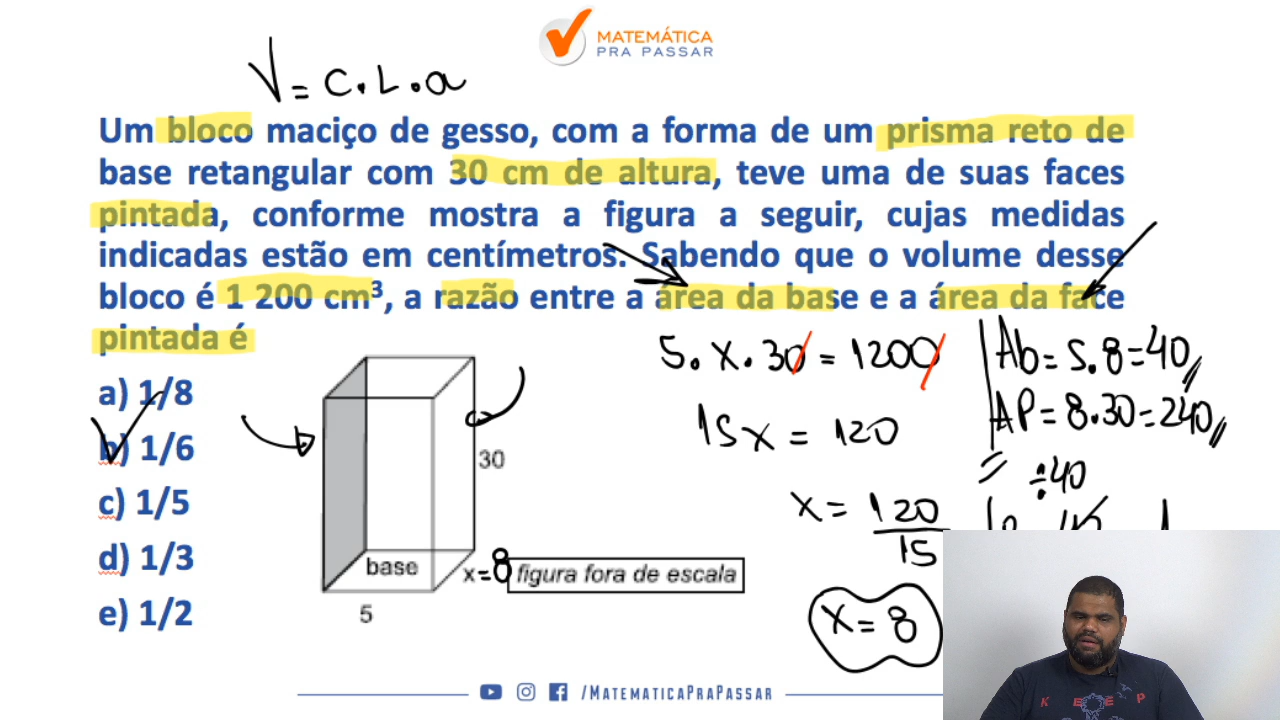 MATEMÁTICA
PRA PASSAR
V = C.L.a
Um bloco maciço de gesso, com a forma de um prisma reto de
base retangular com 30 cm de altura, teve uma de suas faces
pintada, conforme mostra a figura a seguir, cujas medidas
indicadas estão em centímetros. Sabendo que o volume desse
bloco é 1 200 cm³, a razão entre a área da base e a área da face
pintada é
a) 1/8
b) 1/6
c) 1/5
d) 1/3
e) 1/2
30
base
x=8
5
figura fora de escala
5.x.30 = 1200
15x = 120
x = 120
15
x = 8
Ab = 5.8 = 40
AP = 8.30 = 240
÷40
/MATEMATICAPRAPASSAR
K E E P